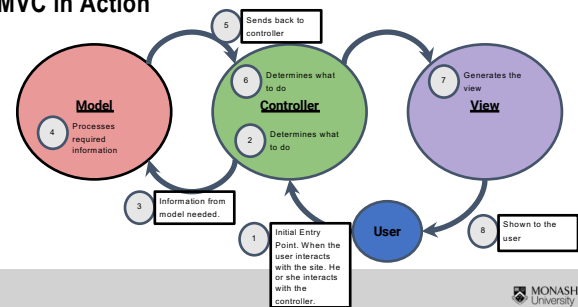 MVC in Action
5
Sends back to
controller
6
Determines what
to do
7
Generates the
view
Model
Controller
View
4
Processes
required
information
2
Determines what
to do
3
Information from
model needed.
1
Initial Entry
Point. When the
user interacts
with the site. He
or she interacts
with the
controller.
User
8
Shown to the
user
MONASH
University